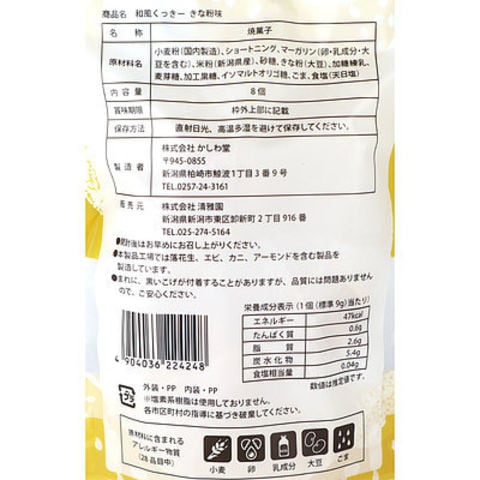 商品名 和風くっきー きな粉味
名 称 焼菓子
原材料名 小麦粉(国内製造)、ショートニング、マーガリン(卵・乳成分・大
豆を含む)、米粉(新潟県産)、砂糖、きな粉(大豆)、加糖練乳、
麦芽糖、加工黒糖、イソマルトオリゴ糖、ごま、食塩(天日塩)
内 容 量 8個
賞味期限 枠外上部に記載
保存方法 直射日光、高温多湿を避けて保存してください。
製 造 者 株式会社 かしわ堂
〒945-0855
新潟県柏崎市鯨波1丁目3番9号
TEL.0257-24-3161
販 売 元 株式会社 清雅園
新潟県新潟市東区卸新町2丁目916番
TEL.025-274-5164
●開封後はお早めにお召し上がりください。
●本製品工場では落花生、エビ、カニ、アーモンドを含む製品を
製造しています。
●まれに、黒いこげが付着することがありますが、品質には問題ありません
ので、ご安心ください。
4 904036 224248
栄養成分表示(1個(標準9g)当たり)
エネルギー 47kcal
たんぱく質 0.6g
脂 質 2.6g
炭水化物 5.4g
食塩相当量 0.04g
数値は推定値です。
プラ
外装・PP 内装・PP
※塩素系樹脂は使用しておりません。
各市区町村の指導に基づき破棄してください。
原材料に含まれる
アレルギー物質
(28品目中)
小麦 卵 乳成分 大豆 ごま